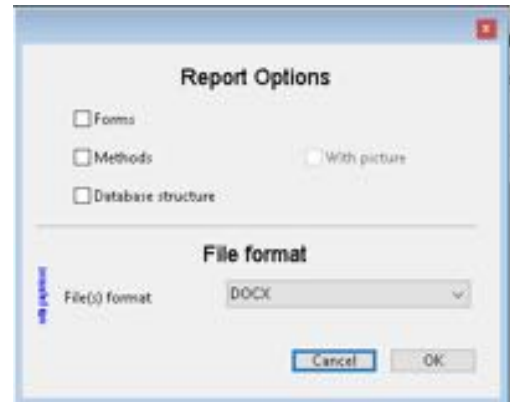 Report Options
Forms
Methods
With picture
Database structure
File format
File(s) format
DOCX
Cancel
OK